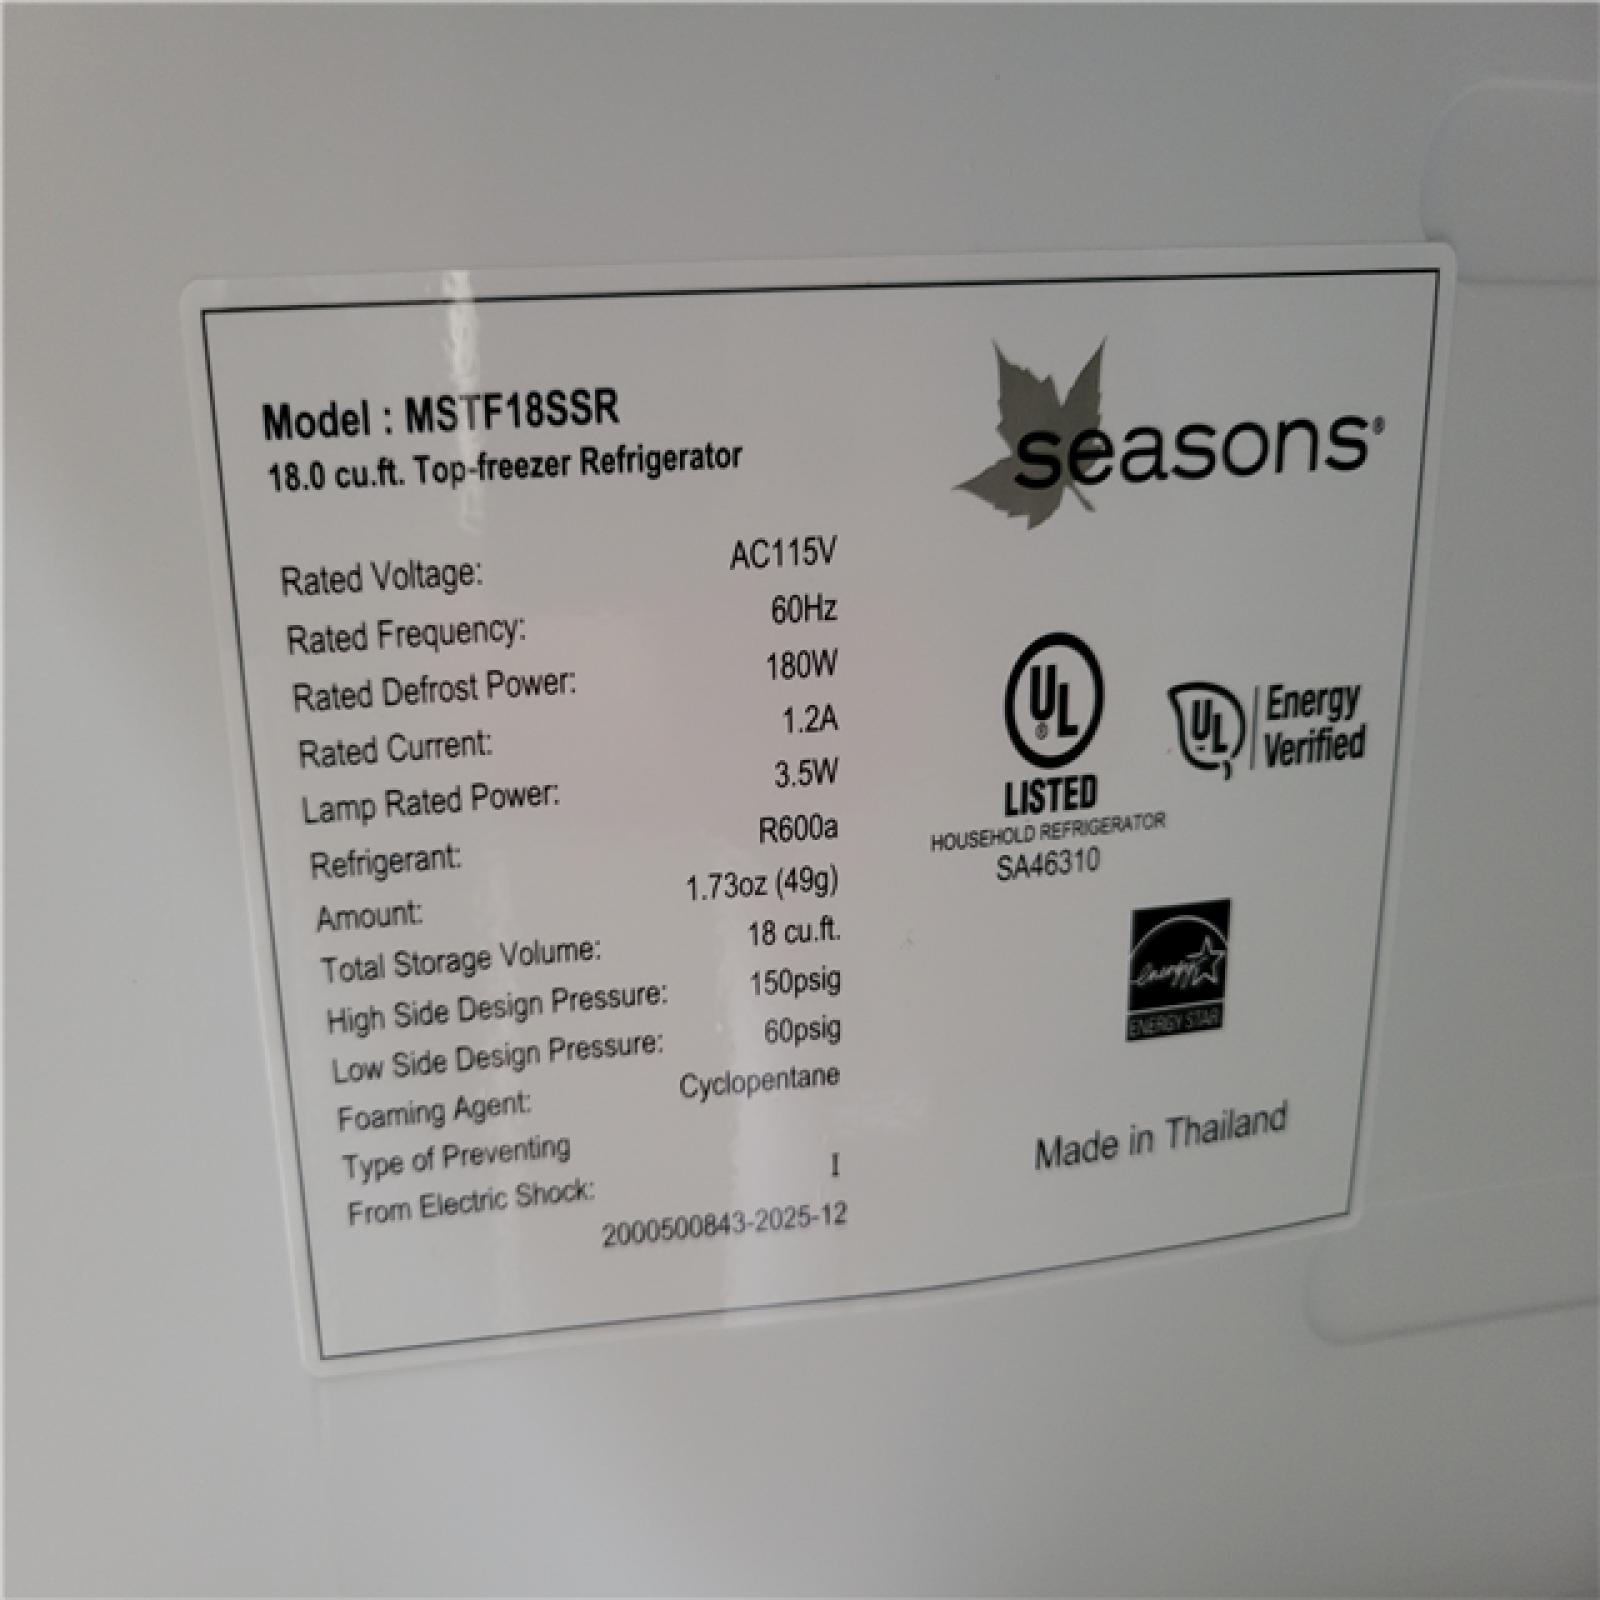 Model : MSTF18SSR
18.0 cu.ft. Top-freezer Refrigerator
seasons®
Rated Voltage: AC115V
Rated Frequency: 60Hz
Rated Defrost Power: 180W
Rated Current: 1.2A
Lamp Rated Power: 3.5W
Refrigerant: R600a
Amount: 1.73oz (49g)
Total Storage Volume: 18 cu.ft.
High Side Design Pressure: 150psig
Low Side Design Pressure: 60psig
Foaming Agent: Cyclopentane
Type of Preventing
From Electric Shock: I
2000500843-2025-12
UL ®
LISTED
HOUSEHOLD REFRIGERATOR
SA46310
UL Energy
Verified
energy
ENERGY STAR
Made in Thailand